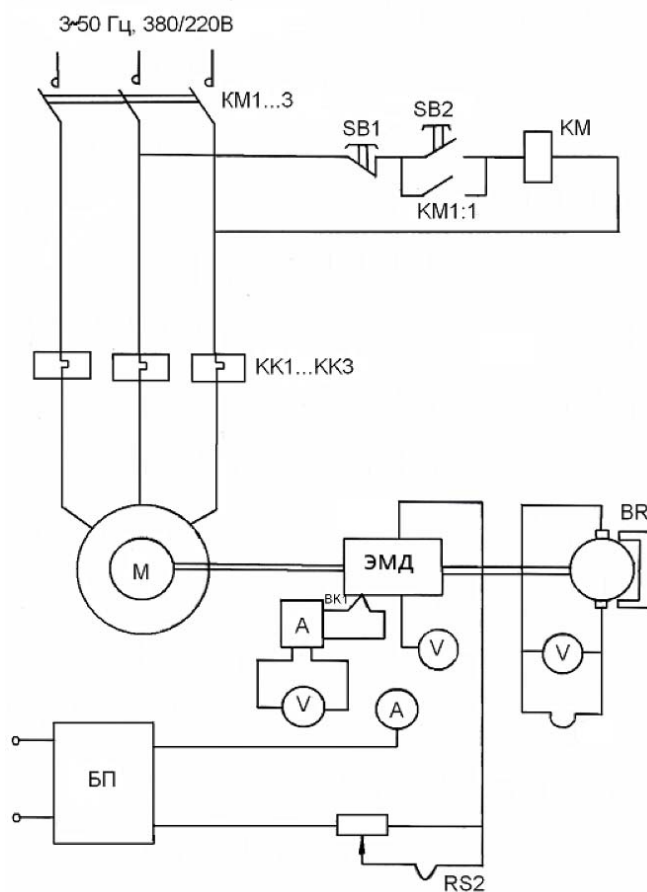 3~50 Гц, 380/220В
КМ1...3
SB1
SB2
КМ
КМ1:1
КК1...КК3
М
ЭМД
BR
ВК1
А
V
V
V
А
БП
RS2